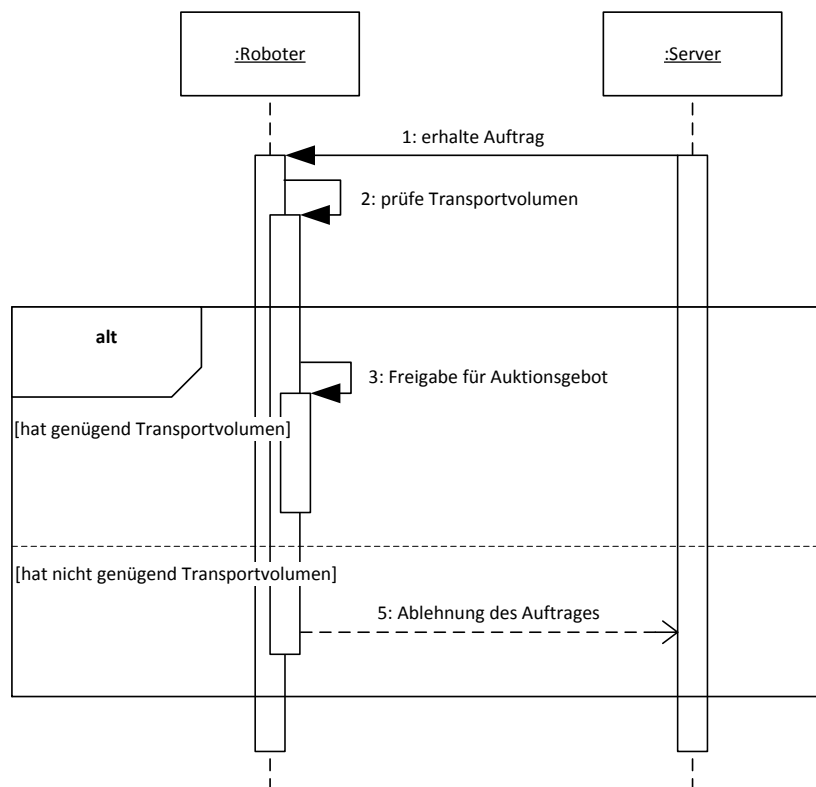 :Roboter
:Server
1: erhalte Auftrag
2: prüfe Transportvolumen
alt
3: Freigabe für Auktionsgebot
[hat genügend Transportvolumen]
[hat nicht genügend Transportvolumen]
5: Ablehnung des Auftrages